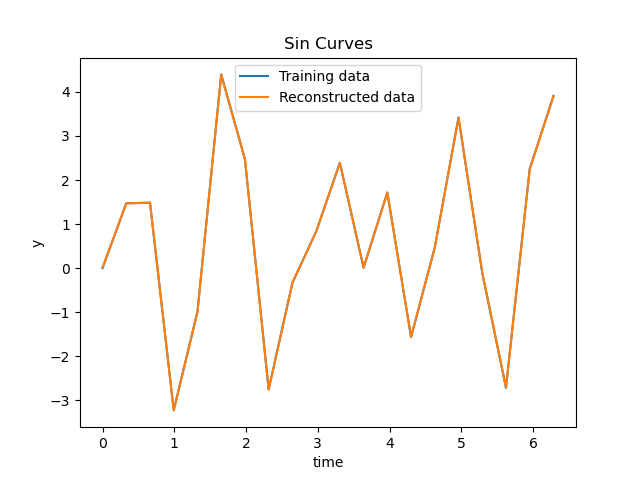 Sin Curves
Training data
Reconstructed data
4
3
2
1
0
−1
−2
−3
y
0 1 2 3 4 5 6
time